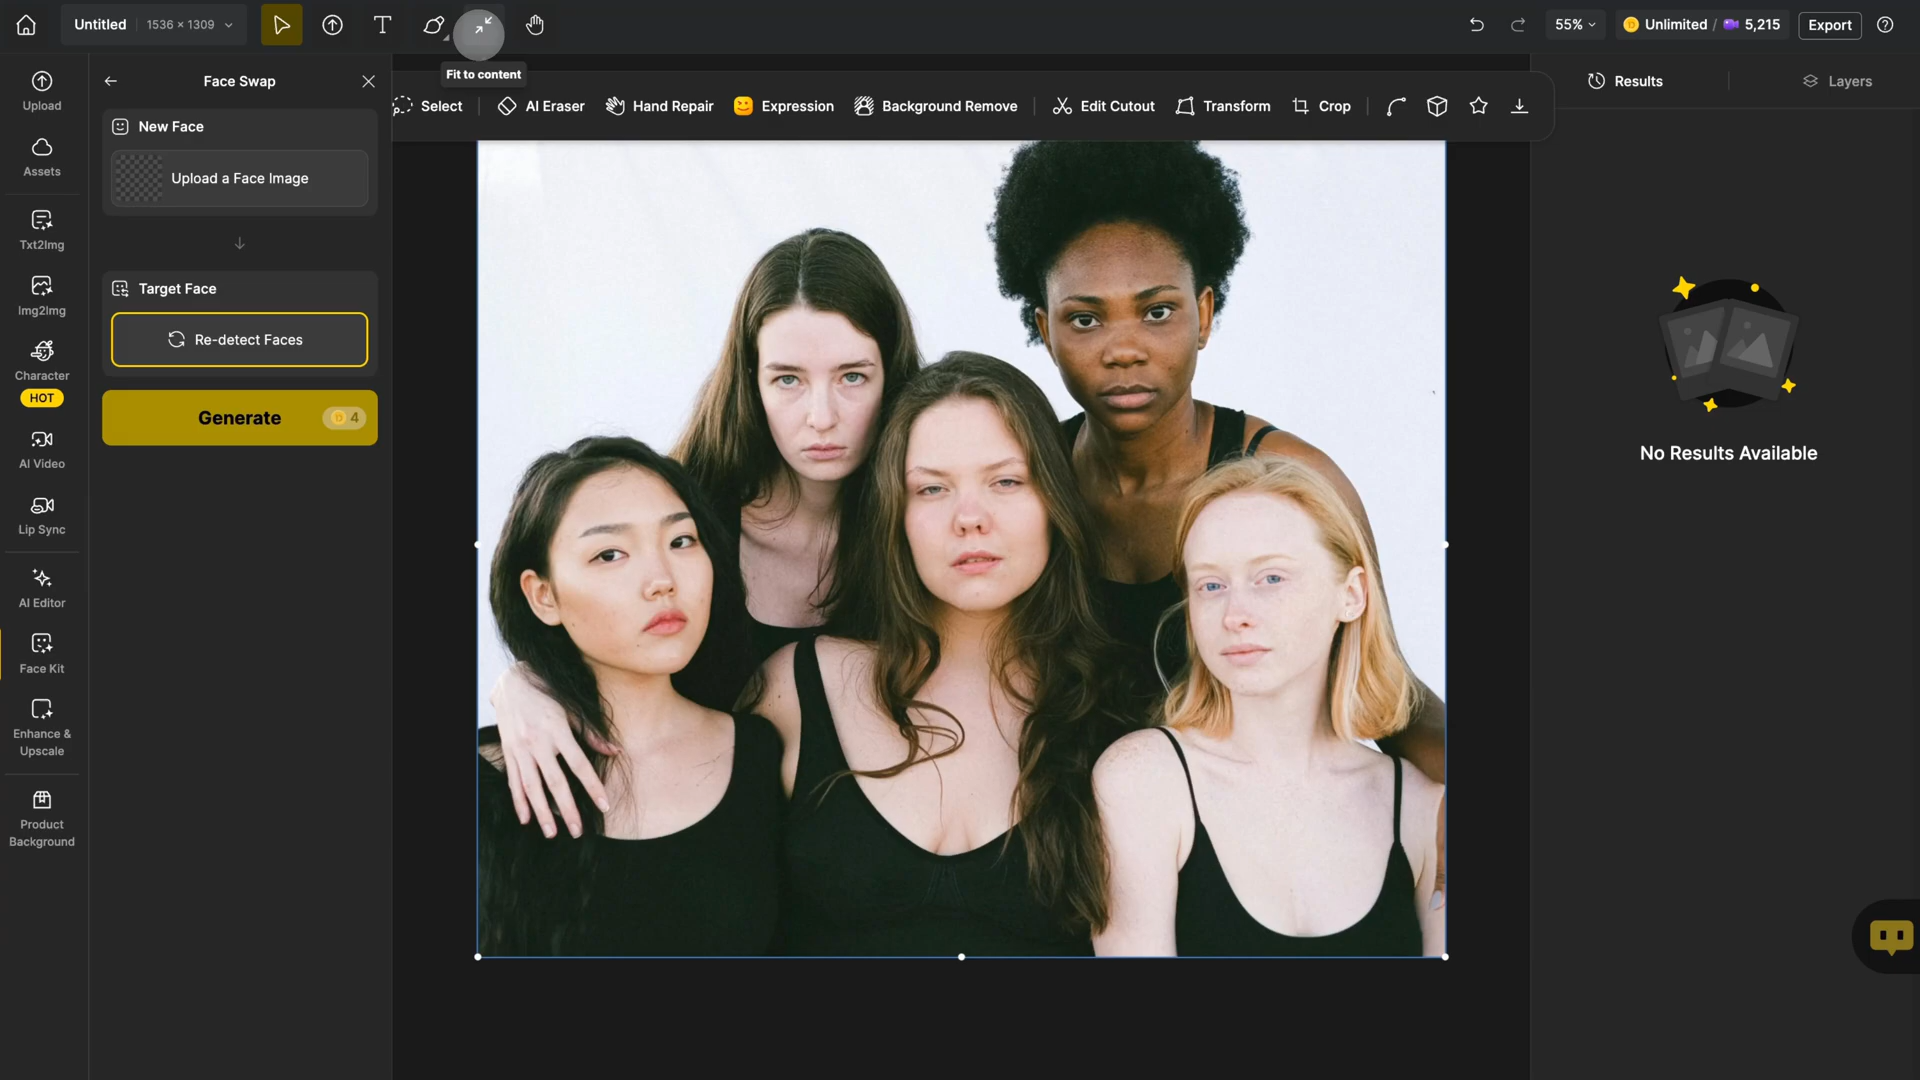 Untitled
1536 × 1309
55%
Unlimited / 5,215
Export
Fit to content
Upload
Assets
Txt2Img
Img2Img
Character
HOT
AI Video
Lip Sync
AI Editor
Face Kit
Enhance &
Upscale
Product
Background
Face Swap
New Face
Upload a Face Image
Target Face
Re-detect Faces
Generate
4
Select
AI Eraser
Hand Repair
Expression
Background Remove
Edit Cutout
Transform
Crop
Results
Layers
No Results Available